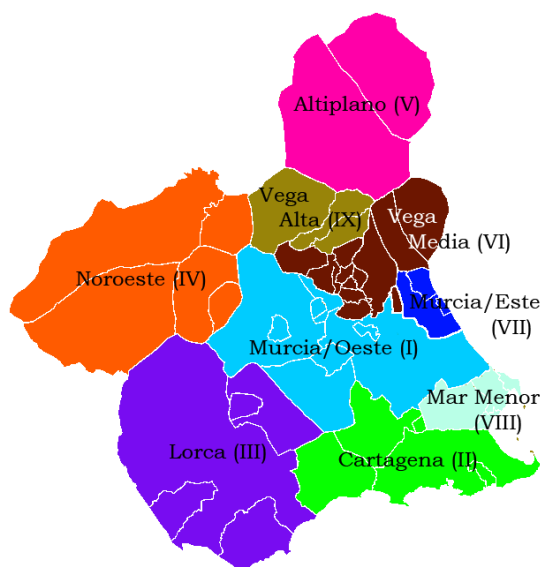 Altiplano (V)
Vega
Alta (IX)
Vega
Media (VI)
Noroeste (IV)
Murcia/Este
(VII)
Murcia/Oeste (I)
Mar Menor
(VIII)
Lorca (III)
Cartagena (II)